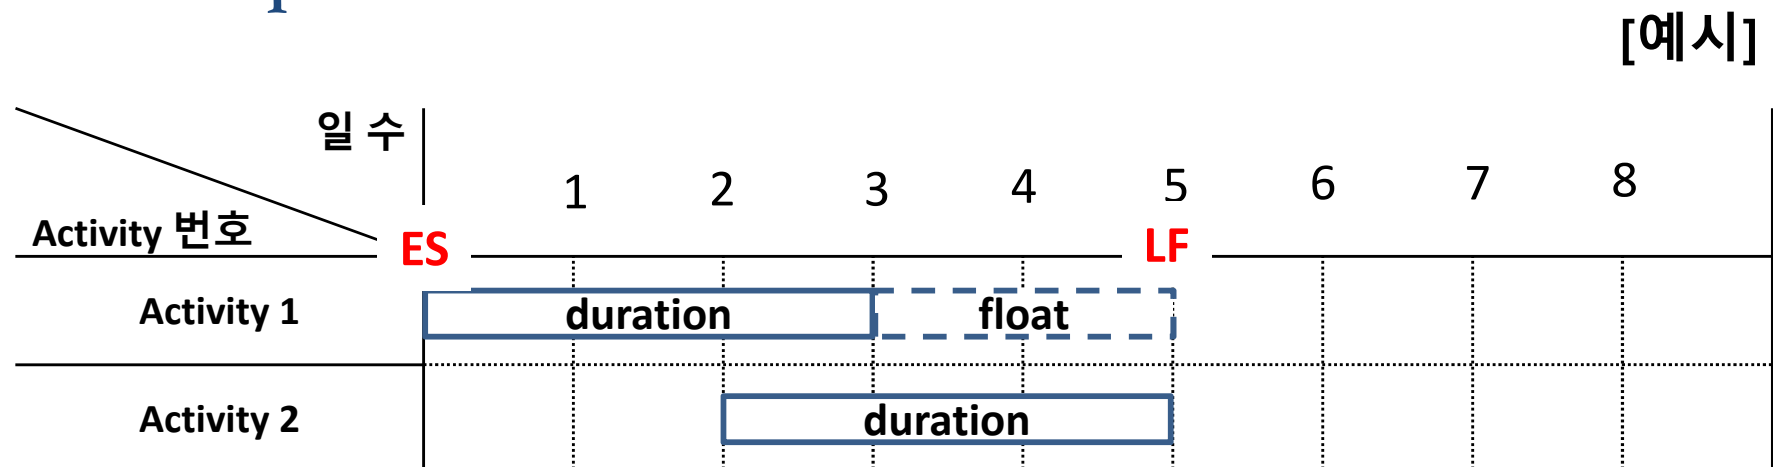 [예시]
일 수
1 2 3 4 5 6 7 8
Activity 번호
ES LF
Activity 1 duration float
Activity 2 duration